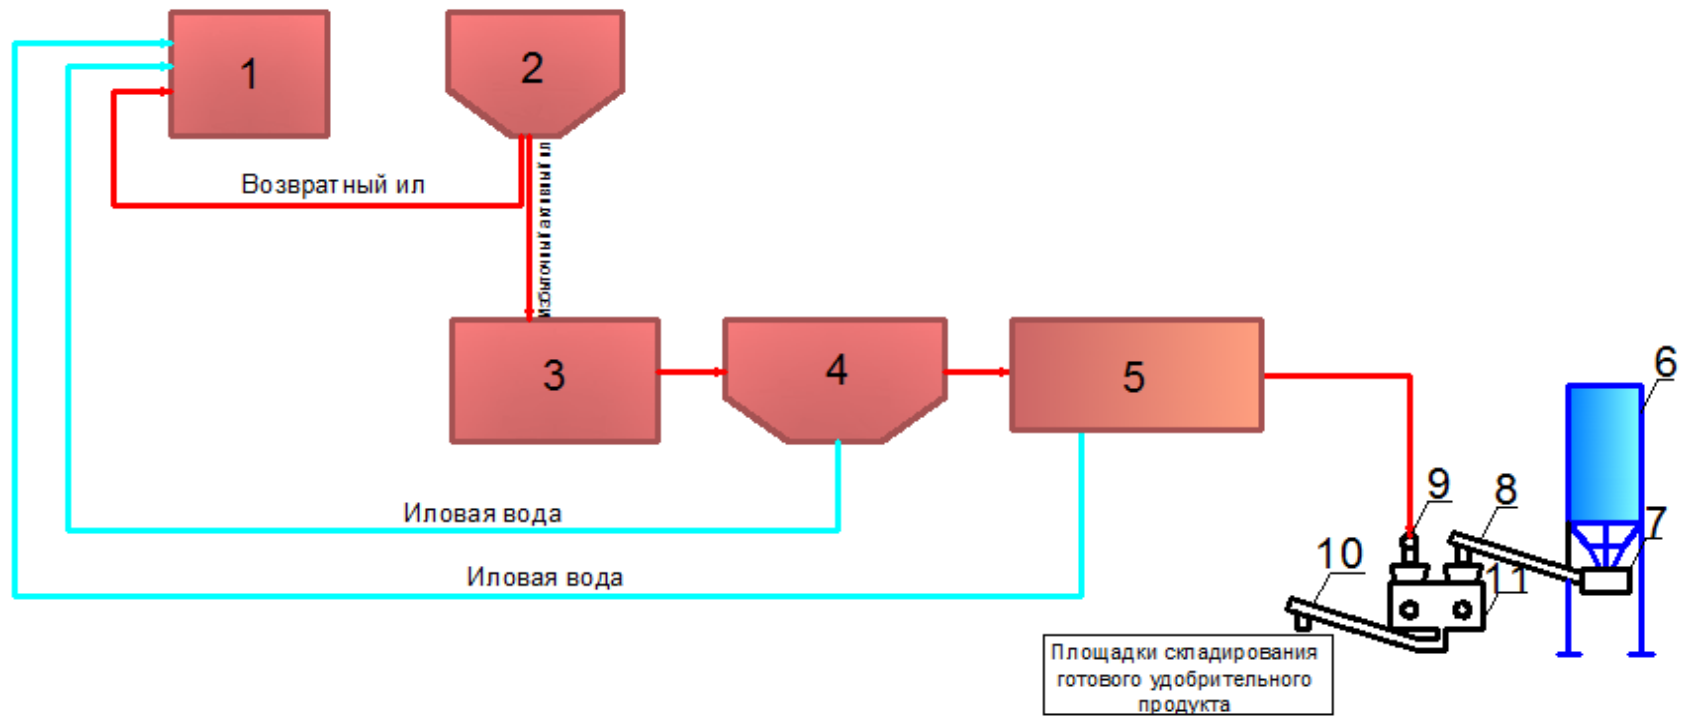 1
2
Возвратный ил
избыточный активный ил
3
4
5
6
7
8
9
10
11
Иловая вода
Иловая вода
Площадки складирования
готового удобрительного
продукта